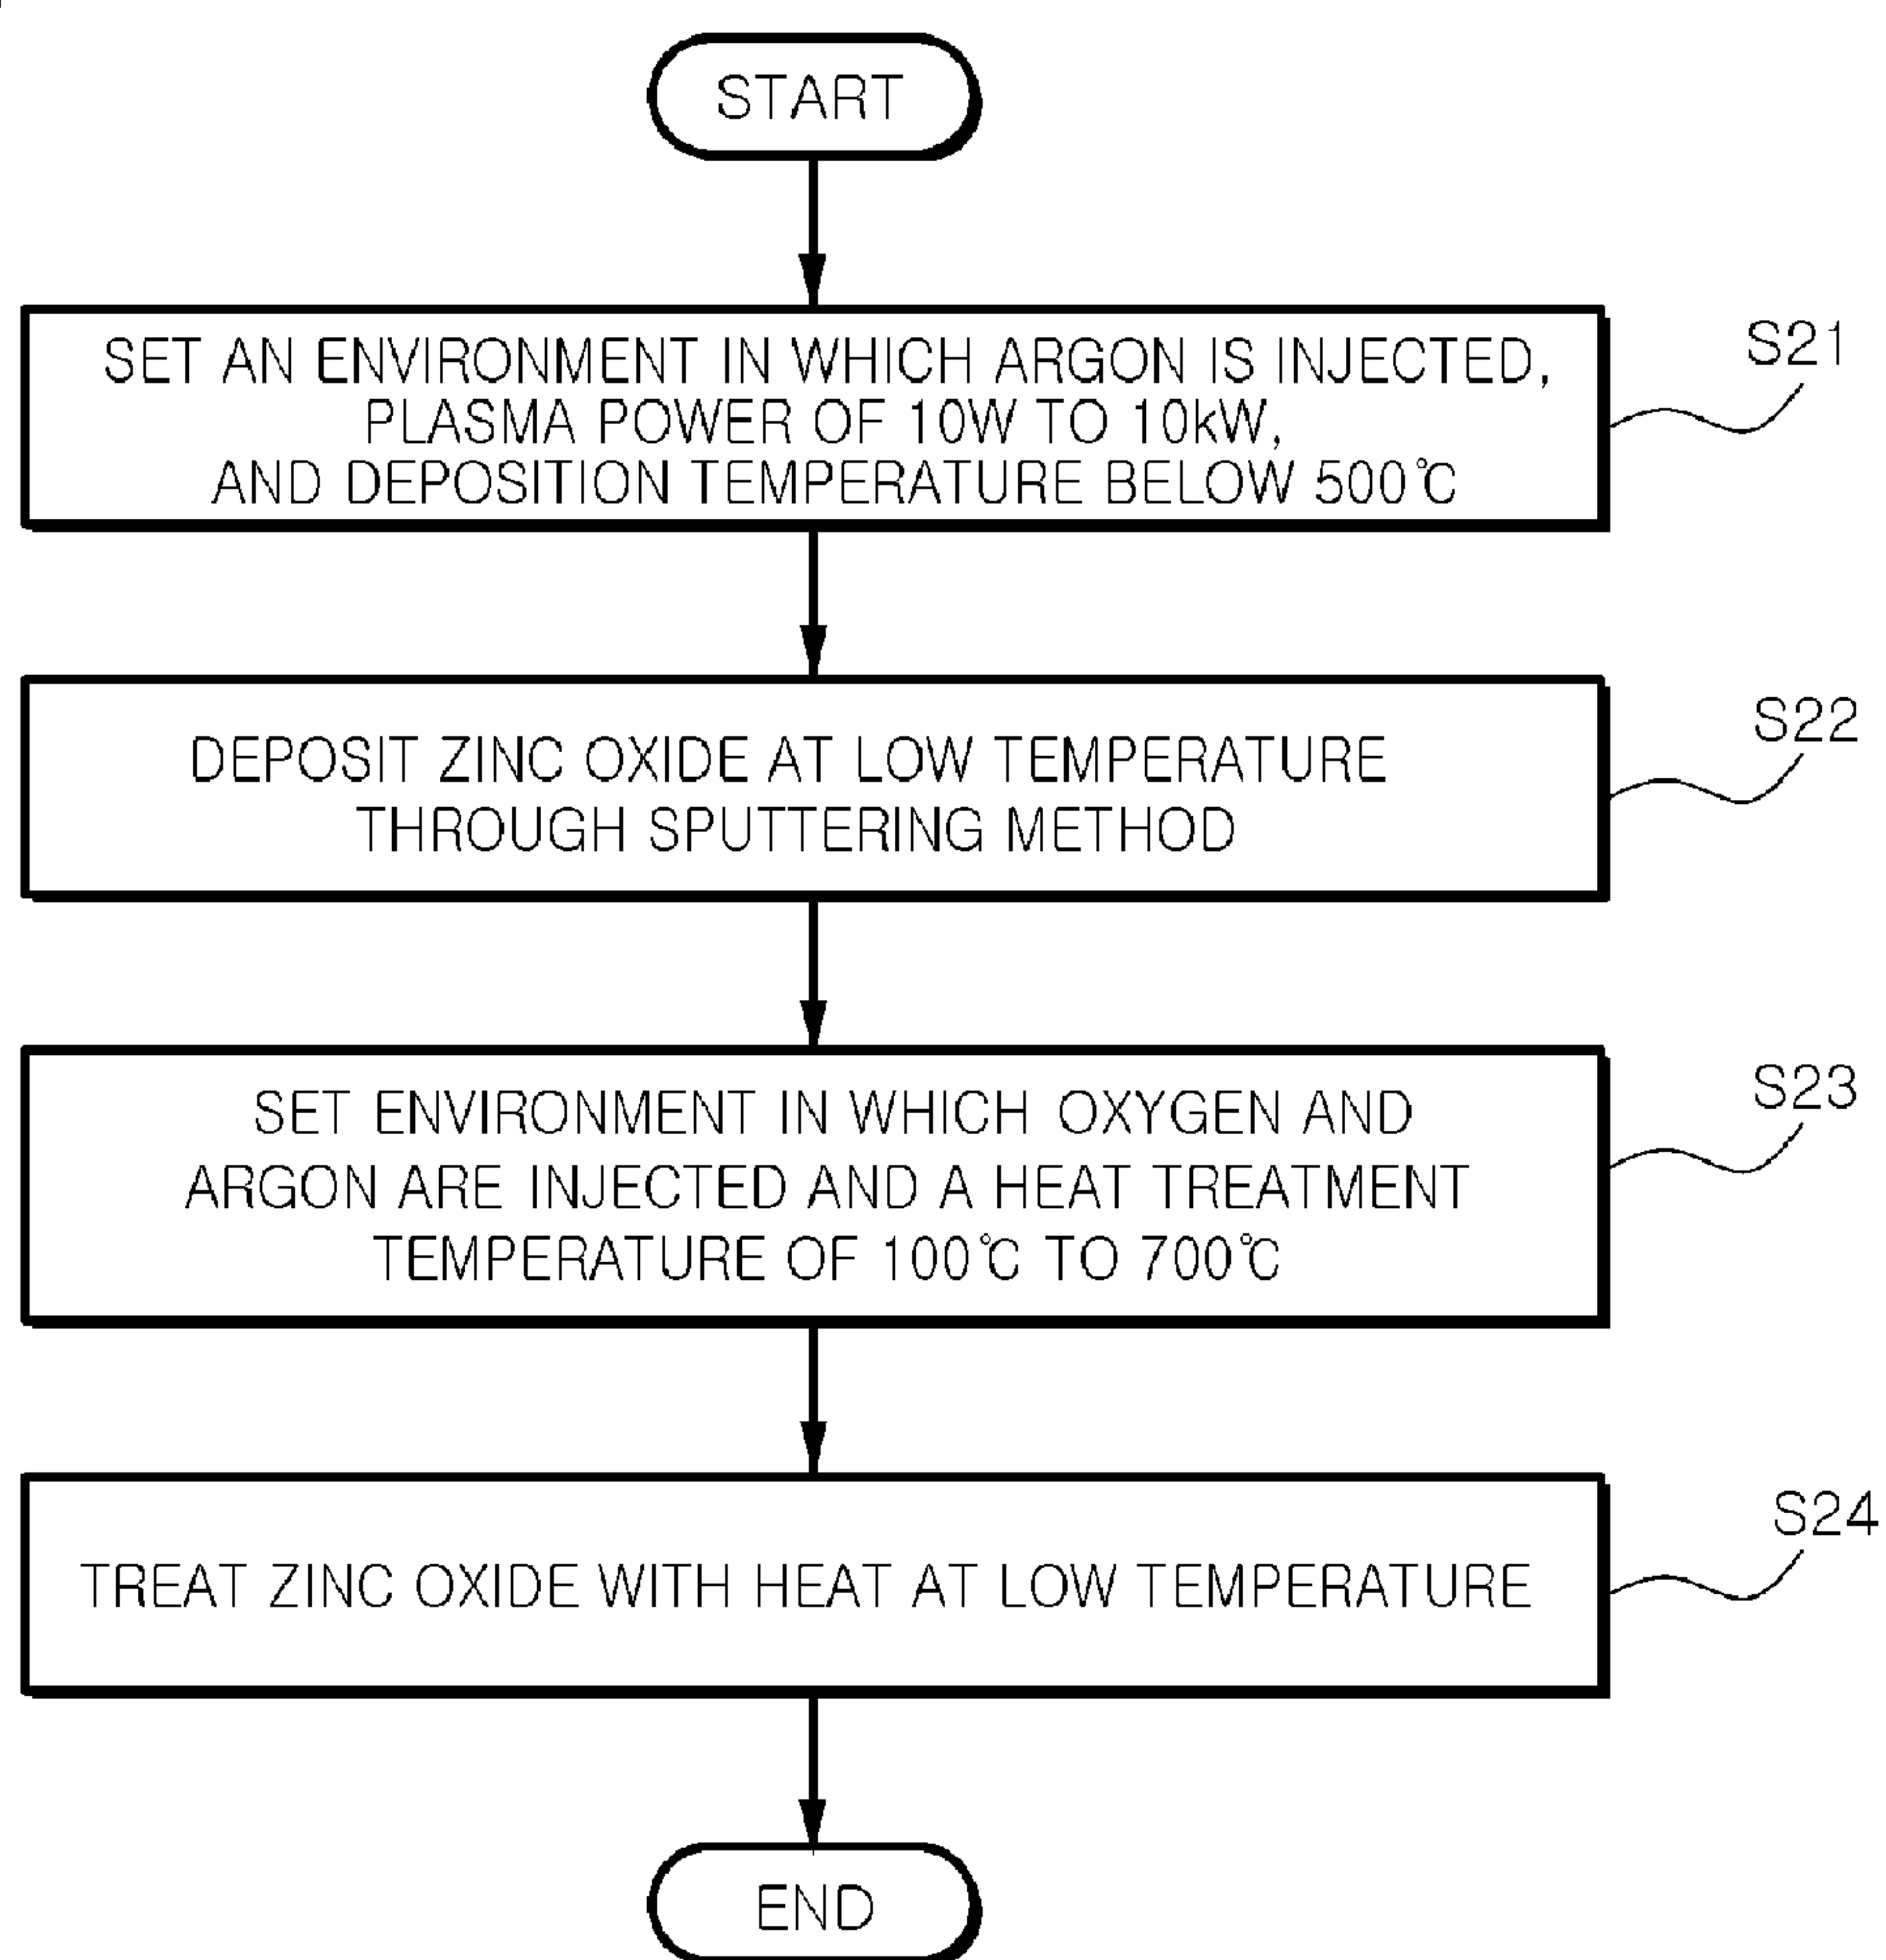 START
SET AN ENVIRONMENT IN WHICH ARGON IS INJECTED,
PLASMA POWER OF 10W TO 10kW,
AND DEPOSITION TEMPERATURE BELOW 500℃
S21
DEPOSIT ZINC OXIDE AT LOW TEMPERATURE
THROUGH SPUTTERING METHOD
S22
SET ENVIRONMENT IN WHICH OXYGEN AND
ARGON ARE INJECTED AND A HEAT TREATMENT
TEMPERATURE OF 100℃ TO 700℃
S23
TREAT ZINC OXIDE WITH HEAT AT LOW TEMPERATURE
S24
END